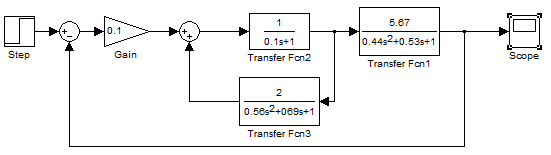 0.1
1
0.1s+1
5.67
0.44s²+0.53s+1
Step
Gain
Transfer Fcn2
Transfer Fcn1
Scope
2
0.56s²+069s+1
Transfer Fcn3